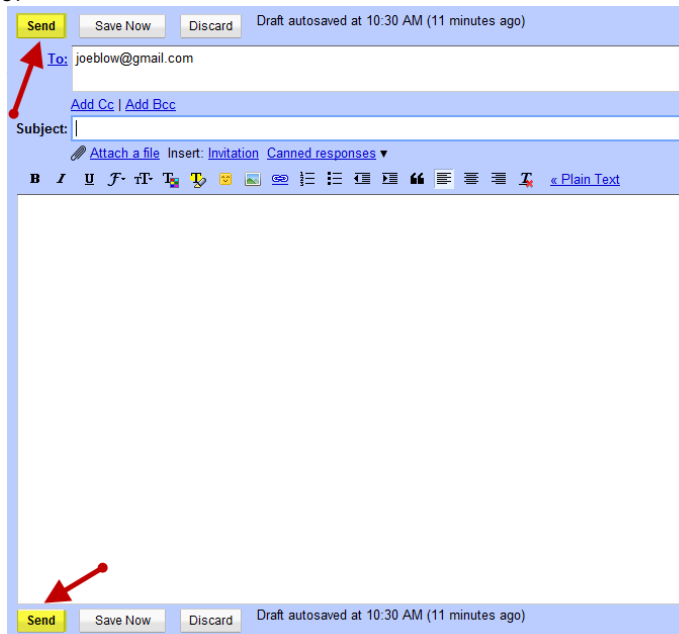 Send Save Now Discard Draft autosaved at 10:30 AM (11 minutes ago)
To: joeblow@gmail.com
Add Cc | Add Bcc
Subject:
Attach a file Insert: Invitation Canned responses ▼
B I U F T T T « Plain Text
Send Save Now Discard Draft autosaved at 10:30 AM (11 minutes ago)